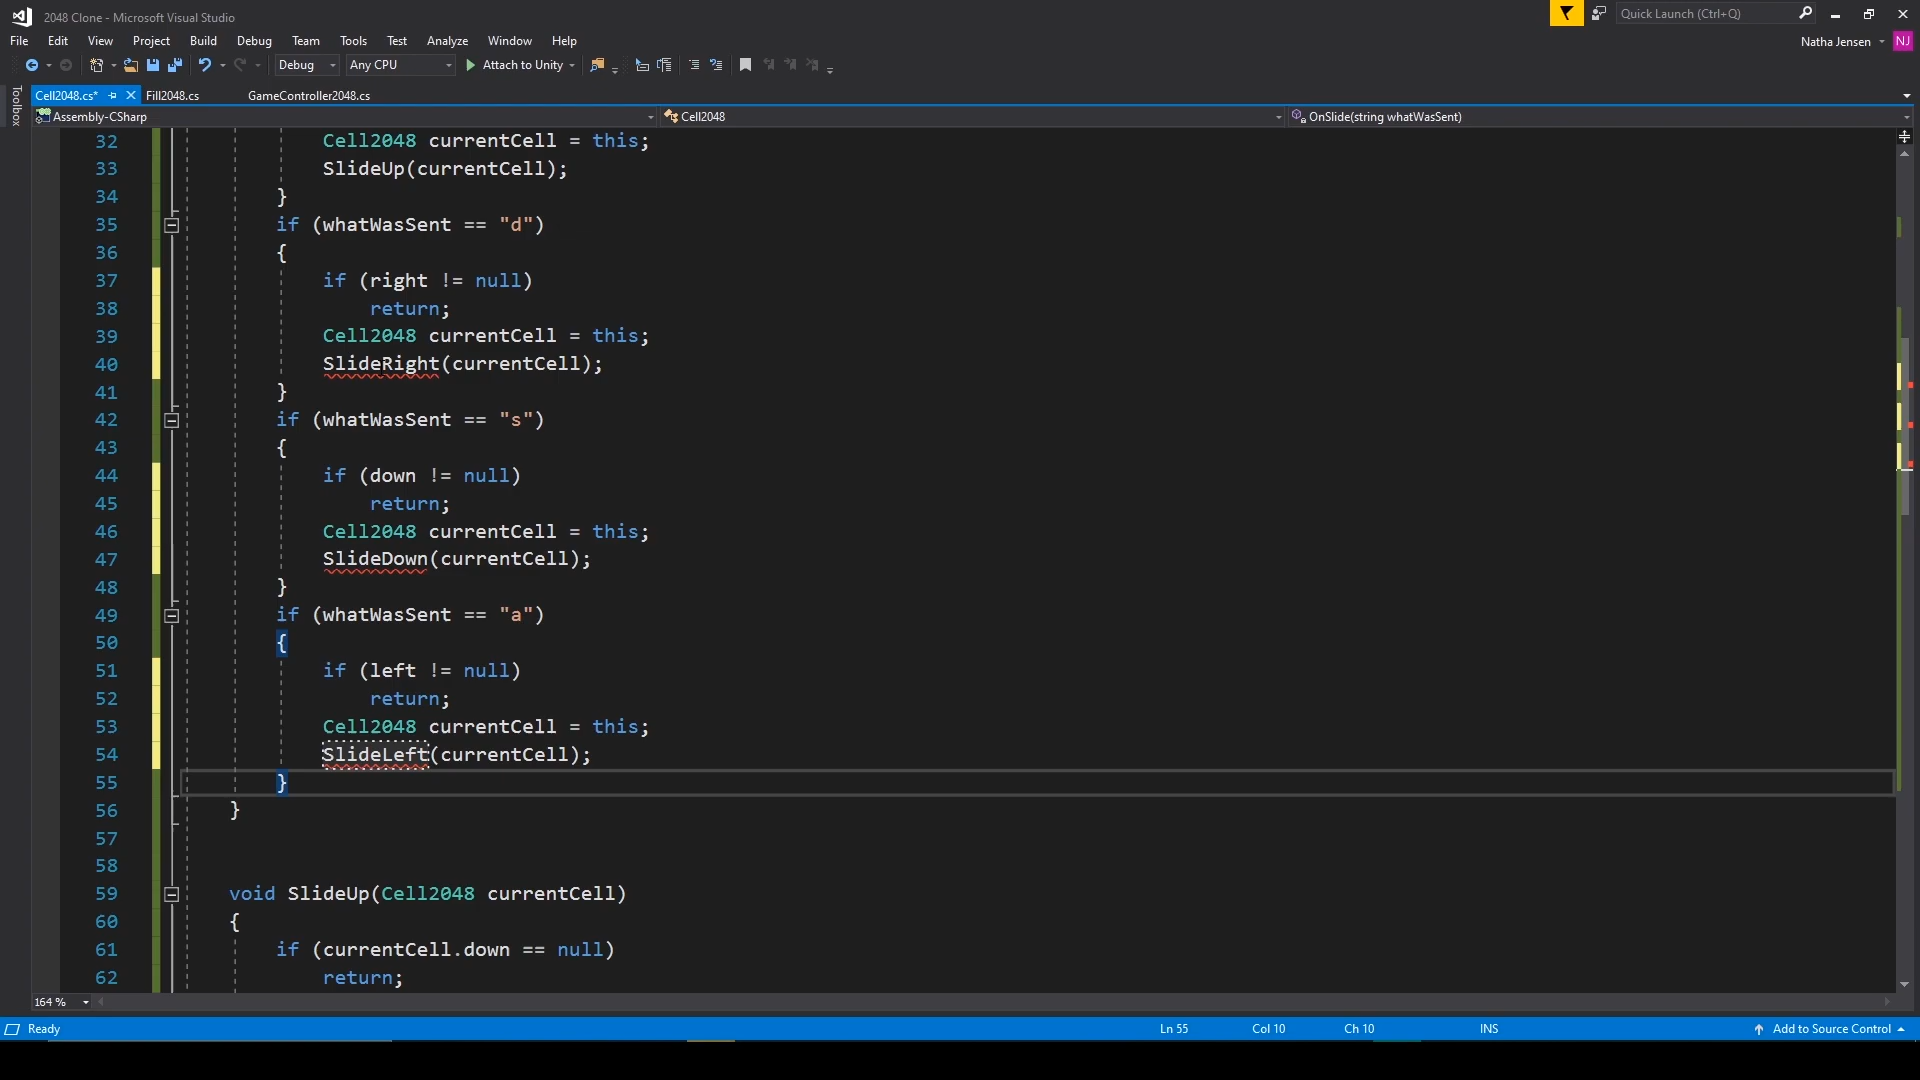 2048 Clone - Microsoft Visual Studio
Quick Launch (Ctrl+Q)
File Edit View Project Build Debug Team Tools Test Analyze Window Help
Natha Jensen NJ
Debug Any CPU Attach to Unity
Toolbox
Cell2048.cs* Fill2048.cs GameController2048.cs
Assembly-CSharp Cell2048 OnSlide(string whatWasSent)
32 Cell2048 currentCell = this;
33 SlideUp(currentCell);
34 }
35 if (whatWasSent == "d")
36 {
37 if (right != null)
38 return;
39 Cell2048 currentCell = this;
40 SlideRight(currentCell);
41 }
42 if (whatWasSent == "s")
43 {
44 if (down != null)
45 return;
46 Cell2048 currentCell = this;
47 SlideDown(currentCell);
48 }
49 if (whatWasSent == "a")
50 {
51 if (left != null)
52 return;
53 Cell2048 currentCell = this;
54 SlideLeft(currentCell);
55 }
56 }
57
58
59 void SlideUp(Cell2048 currentCell)
60 {
61 if (currentCell.down == null)
62 return;
164 %
Ready Ln 55 Col 10 Ch 10 INS Add to Source Control